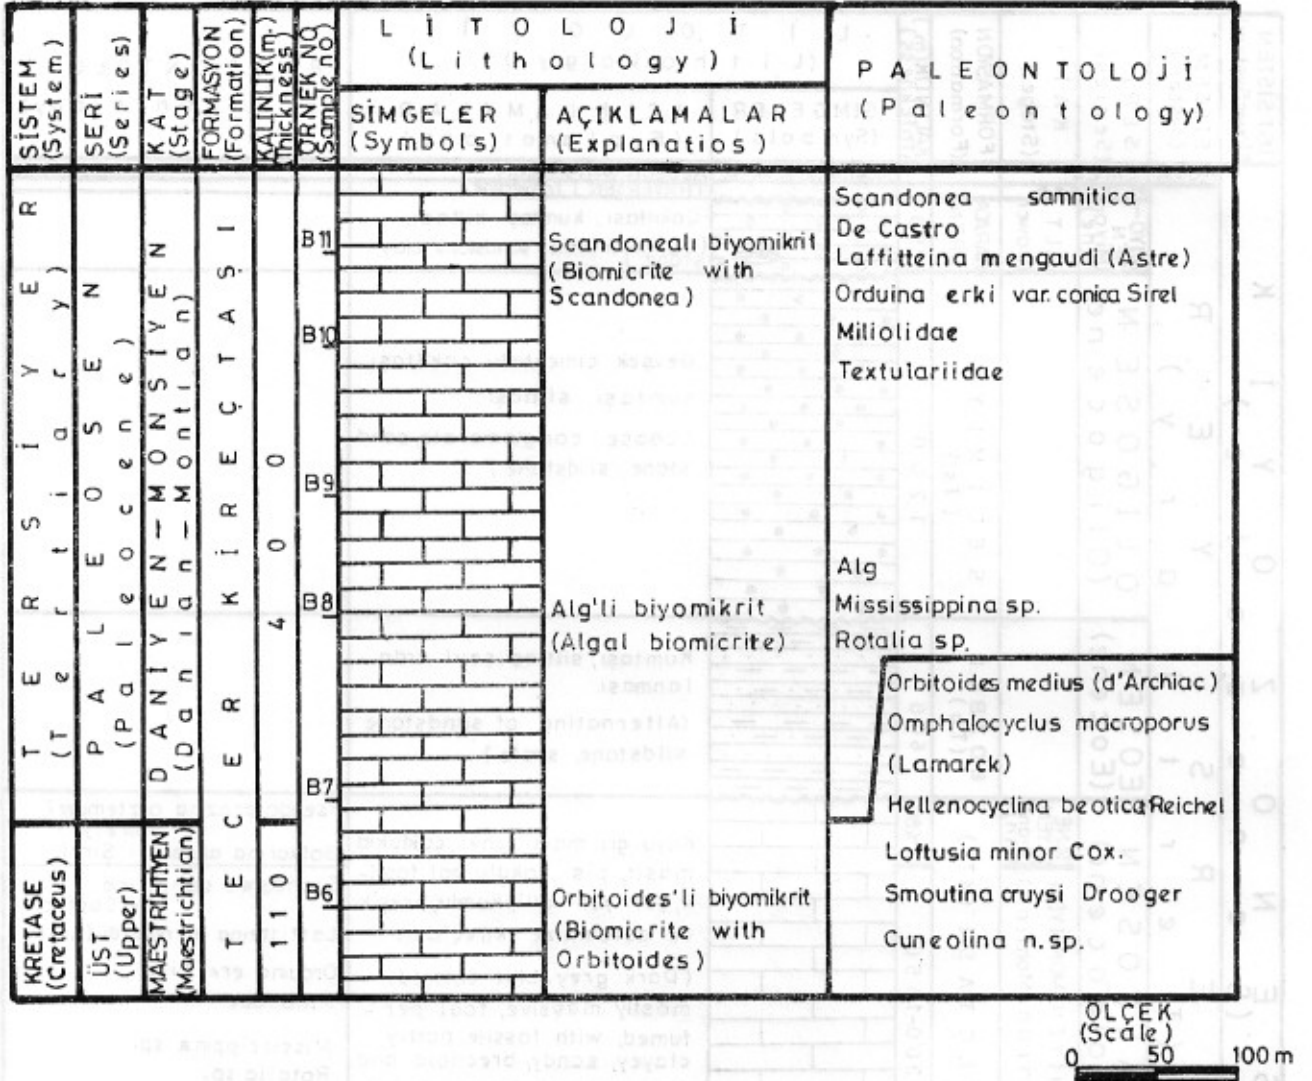 SİSTEM
(System)
SERİ
(Series)
KAT
(Stage)
FORMASYON
(Formation)
KALINLIK(m.)
(Thickness)
ÖRNEK NO
(Sample no)
LİTOLOJİ
(Lithology)
SİMGELER
(Symbols)
AÇIKLAMALAR
(Explanatios)
PALEONTOLOJİ
(Paleontology)
TERSİYER
(Tertiary)
PALEOSEN
(Paleocene)
DANİYEN-MONSİYEN
(Danian-Montian)
TECER KİREÇTAŞI
400
B11
B10
B9
B8
B7
Scandonealı biyomikrit
(Biomicrite with
Scandonea)
Alg'li biyomikrit
(Algal biomicrite)
Scandonea samnitica
De Castro
Laffitteina mengaudi (Astre)
Orduina erki var. conica Sirel
Miliolidae
Textulariidae
Alg
Mississippina sp.
Rotalia sp.
KRETASE
(Cretaceus)
ÜST
(Upper)
MAESTRIHTIYEN
(Maestrichtian)
110
B6
Orbitoides'li biyomikrit
(Biomicrite with
Orbitoides)
Orbitoides medius (d'Archiac)
Omphalocyclus macroporus
(Lamarck)
Hellenocyclina beotica Reichel
Loftusia minor Cox.
Smoutina cruysi Drooger
Cuneolina n.sp.
ÖLÇEK
(Scale)
0 50 100 m